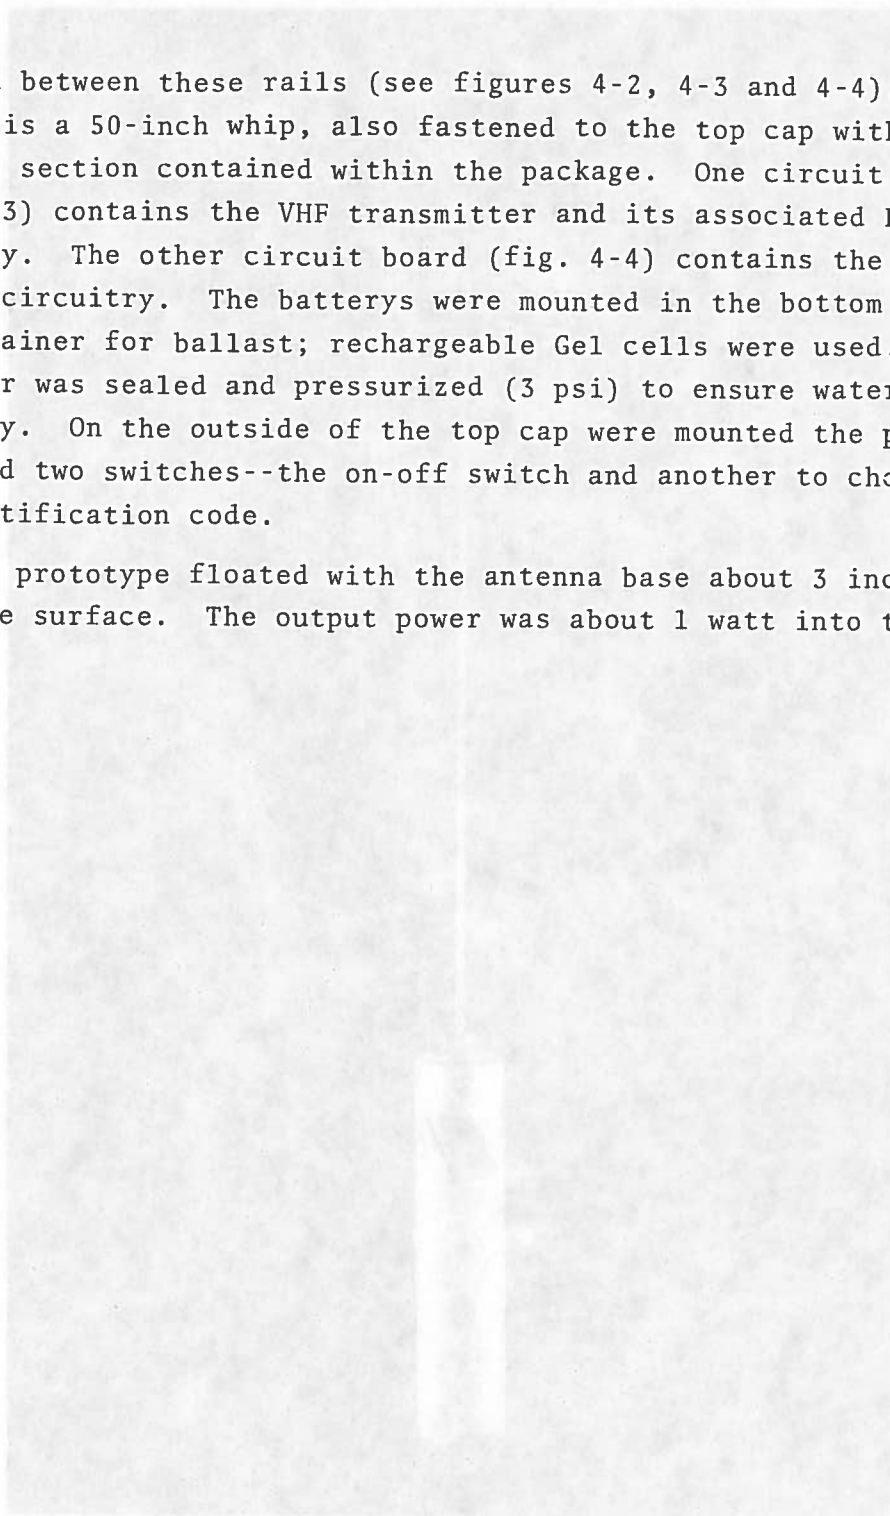 between these rails (see figures 4-2, 4-3 and 4-4)
is a 50-inch whip, also fastened to the top cap with
section contained within the package. One circuit
3) contains the VHF transmitter and its associated
y. The other circuit board (fig. 4-4) contains the
circuitry. The batterys were mounted in the bottom
ainer for ballast; rechargeable Gel cells were used.
r was sealed and pressurized (3 psi) to ensure water
y. On the outside of the top cap were mounted the p
d two switches--the on-off switch and another to cha
tification code.
prototype floated with the antenna base about 3 inc
e surface. The output power was about 1 watt into t